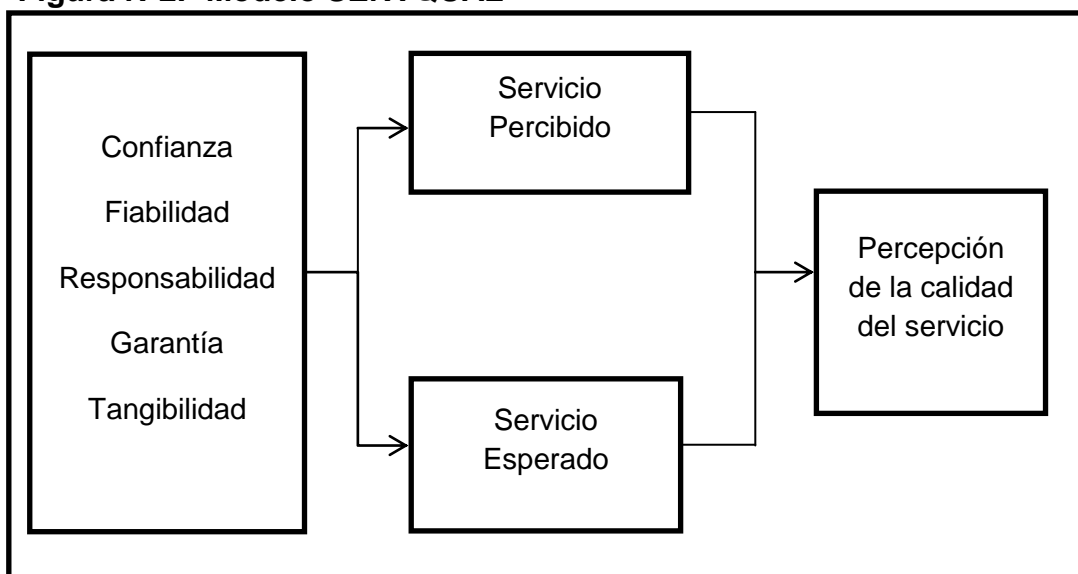 Confianza
Fiabilidad
Responsabilidad
Garantía
Tangibilidad
Servicio
Percibido
Servicio
Esperado
Percepción
de la calidad
del servicio